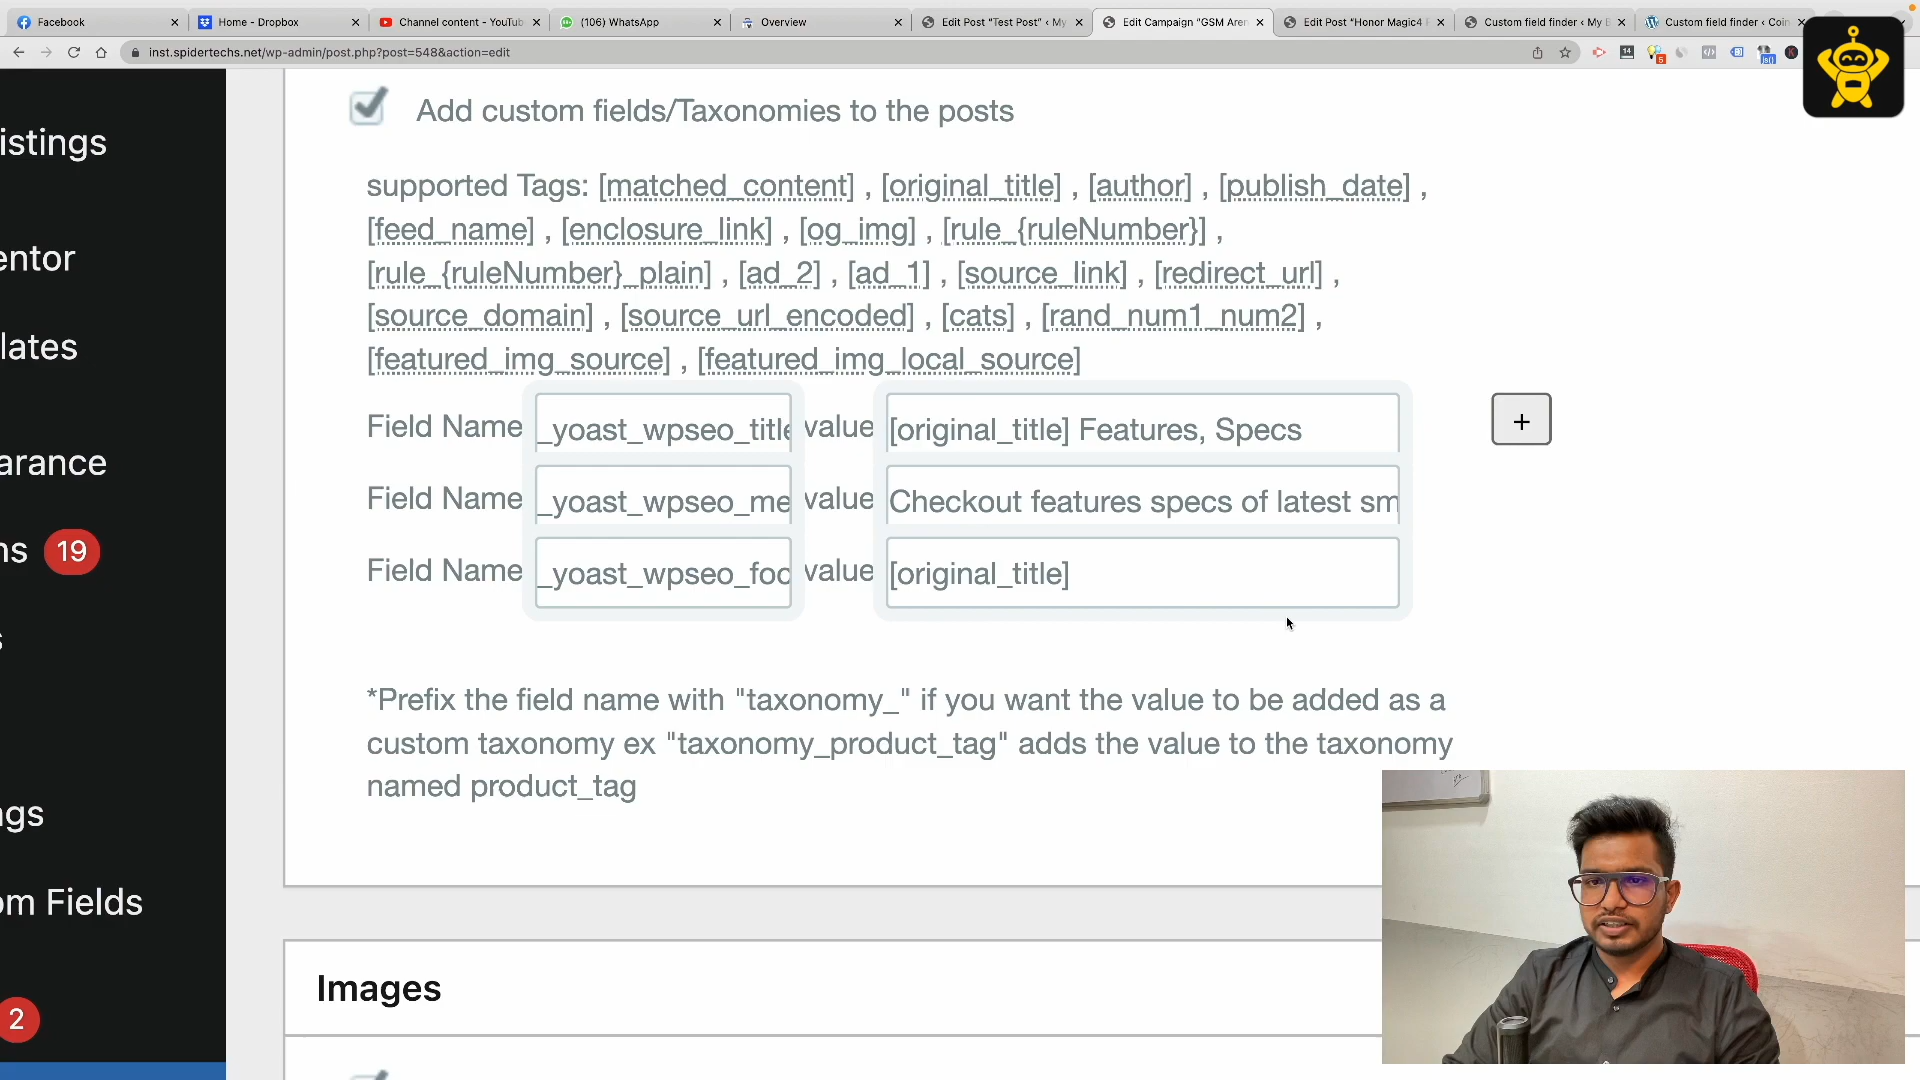 Facebook
Home - Dropbox
Channel content - YouTub
(106) WhatsApp
Overview
Edit Post "Test Post" ‹ My
Edit Campaign "GSM Aren
Edit Post "Honor Magic4
Custom field finder ‹ My B
Custom field finder ‹ Coin
inst.spidertechs.net/wp-admin/post.php?post=548&action=edit
istings
entor
lates
arance
ns 19
s
ngs
om Fields
2
Add custom fields/Taxonomies to the posts
supported Tags: [matched_content] , [original_title] , [author] , [publish_date] ,
[feed_name] , [enclosure_link] , [og_img] , [rule_{ruleNumber}] ,
[rule_{ruleNumber}_plain] , [ad_2] , [ad_1] , [source_link] , [redirect_url] ,
[source_domain] , [source_url_encoded] , [cats] , [rand_num1_num2] ,
[featured_img_source] , [featured_img_local_source]
Field Name _yoast_wpseo_title value [original_title] Features, Specs +
Field Name _yoast_wpseo_me value Checkout features specs of latest sm
Field Name _yoast_wpseo_foc value [original_title]
*Prefix the field name with "taxonomy_" if you want the value to be added as a
custom taxonomy ex "taxonomy_product_tag" adds the value to the taxonomy
named product_tag
Images